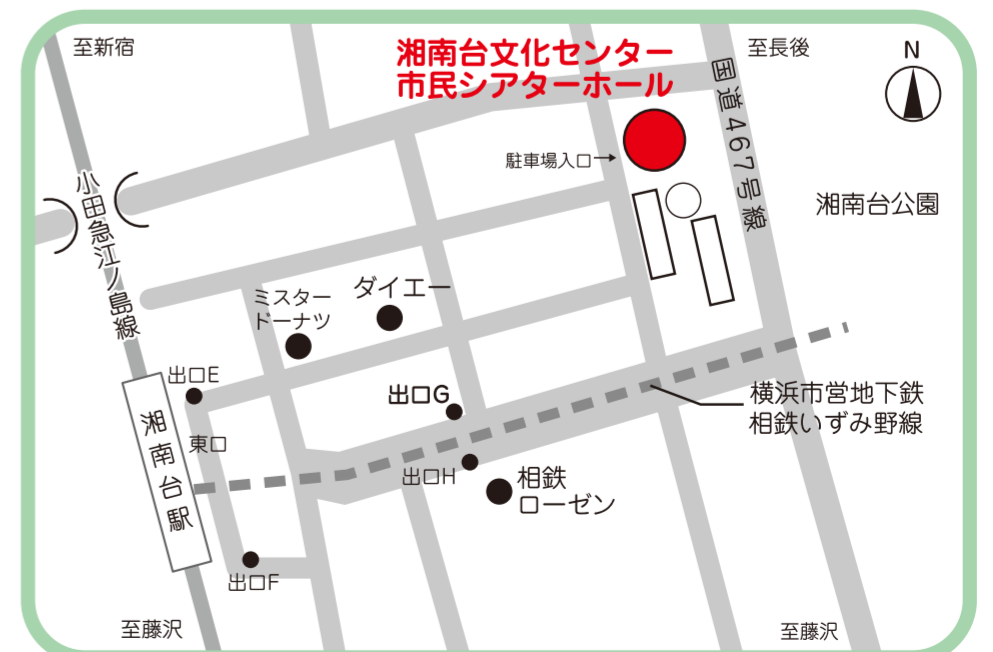 至新宿
湘南台文化センター
市民シアターホール
至長後
N
国道467号線
駐車場入口→
小田急江ノ島線
湘南台公園
ミスター
ドーナツ
ダイエー
出口E
出口G
東口
横浜市営地下鉄
相鉄いずみ野線
湘南台駅
出口H
相鉄
ローゼン
出口F
至藤沢
至藤沢